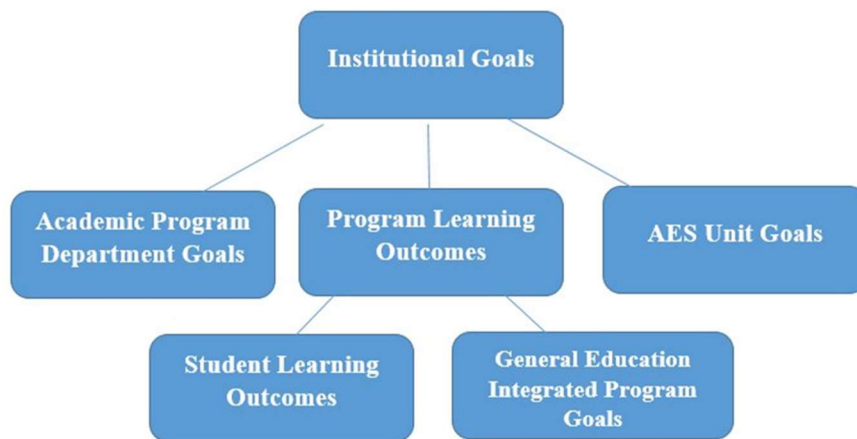 Institutional Goals
Academic Program
Department Goals
Program Learning
Outcomes
AES Unit Goals
Student Learning
Outcomes
General Education
Integrated Program
Goals